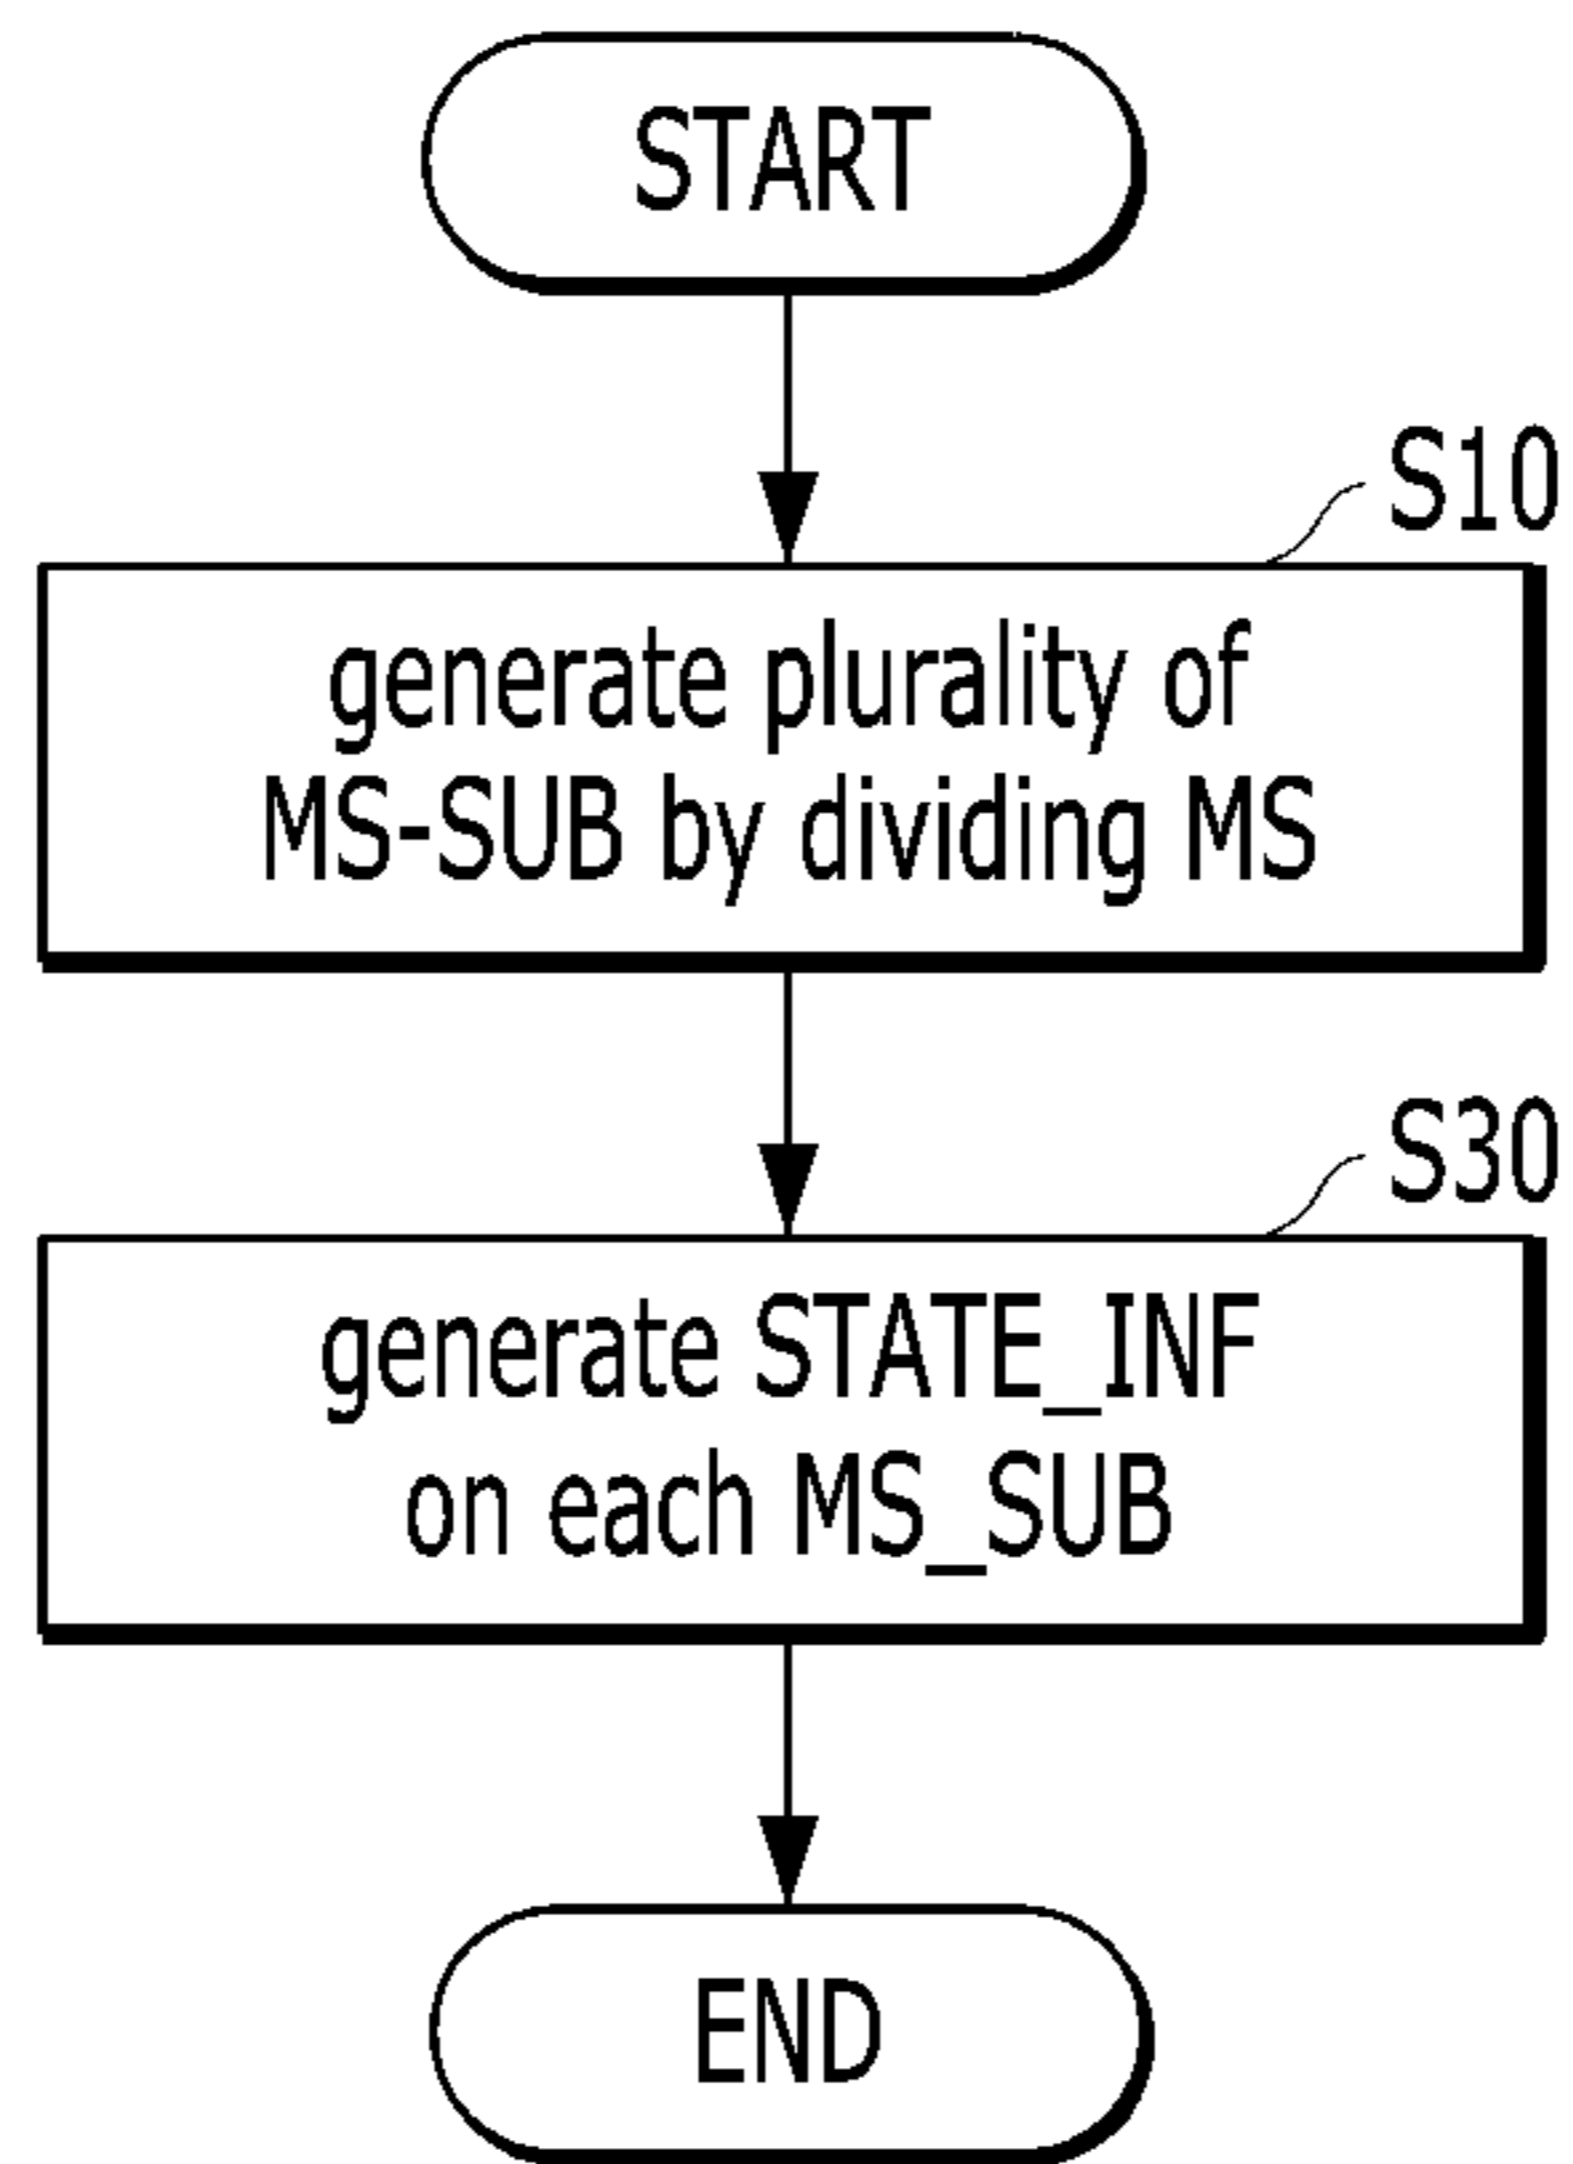 START
S10
generate plurality of
MS-SUB by dividing MS
S30
generate STATE_INF
on each MS_SUB
END